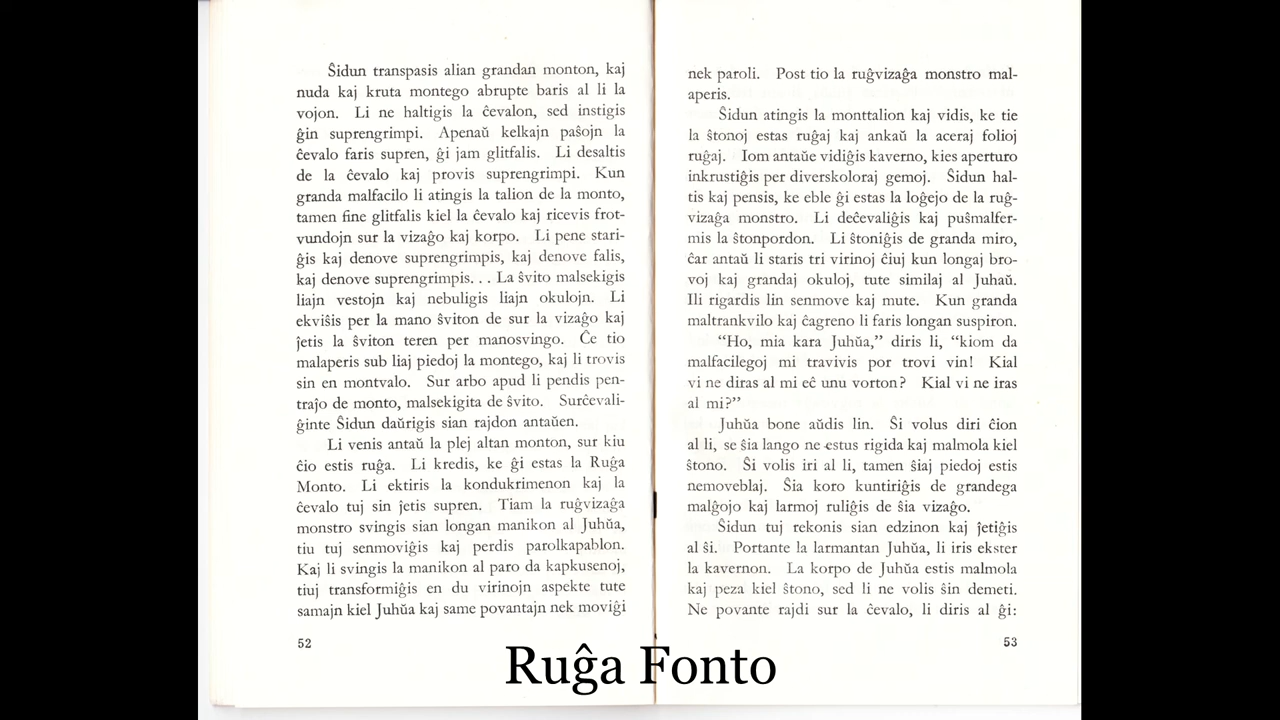 Ŝidun transpasis alian grandan monton, kaj
nuda kaj kruta montego abrupte baris al li la
vojon. Li ne haltigis la ĉevalon, sed instigis
ĝin suprengrimpi. Apenaŭ kelkajn paŝojn la
ĉevalo faris supren, ĝi jam glitfalis. Li desaltis
de la ĉevalo kaj provis suprengrimpi. Kun
granda malfacilo li atingis la talion de la monto,
tamen fine glitfalis kiel la ĉevalo kaj ricevis frot-
vundojn sur la vizaĝo kaj korpo. Li pene stari-
ĝis kaj denove suprengrimpis, kaj denove falis,
kaj denove suprengrimpis... La ŝvito malsekigis
liajn vestojn kaj nebuligis liajn okulojn. Li
ekviŝis per la mano ŝviton de sur la vizaĝo kaj
ĵetis la ŝviton teren per manosvingo. Ĉe tio
malaperis sub liaj piedoj la montego, kaj li trovis
sin en montvalo. Sur arbo apud li pendis pen-
trajo de monto, malsekigita de ŝvito. Surĉevali-
ĝinte Ŝidun daŭrigis sian rajdon antaŭen.
Li venis antaŭ la plej altan monton, sur kiu
ĉio estis ruĝa. Li kredis, ke ĝi estas la Ruĝa
Monto. Li ektiris la kondukrimenon kaj la
ĉevalo tuj sin ĵetis supren. Tiam la ruĝvizaĝa
monstro svingis sian longan manikon al Juhŭa,
tiu tuj senmoviĝis kaj perdis parolkapablon.
Kaj li svingis la manikon al paro da kapkusenoj,
tiuj transformiĝis en du virinojn aspekte tute
samajn kiel Juhŭa kaj same povantajn nek moviĝi
52
nek paroli. Post tio la ruĝvizaĝa monstro mal-
aperis.
Ŝidun atingis la monttalion kaj vidis, ke tie
la ŝtonoj estas ruĝaj kaj ankaŭ la aceraj folioj
ruĝaj. Iom antaŭe vidiĝis kaverno, kies aperturo
inkrustiĝis per diverskoloraj gemoj. Ŝidun hal-
tis kaj pensis, ke eble ĝi estas la loĝejo de la ruĝ-
vizaĝa monstro. Li deĉevaliĝis kaj puŝmalfer-
mis la ŝtonpordon. Li ŝtoniĝis de granda miro,
ĉar antaŭ li staris tri virinoj ĉiuj kun longaj bro-
voj kaj grandaj okuloj, tute similaj al Juhaŭ.
Ili rigardis lin senmove kaj mute. Kun granda
maltrankvilo kaj ĉagreno li faris longan suspiron.
“Ho, mia kara Juhŭa,” diris li, “kiom da
malfacilegoj mi travivis por trovi vin! Kial
vi ne diras al mi eĉ unu vorton? Kial vi ne iras
al mi?”
Juhŭa bone aŭdis lin. Ŝi volus diri ĉion
al li, se ŝia lango ne estus rigida kaj malmola kiel
ŝtono. Ŝi volis iri al li, tamen ŝiaj piedoj estis
nemoveblaj. Ŝia koro kuntiriĝis de grandega
malĝojo kaj larmoj ruliĝis de ŝia vizaĝo.
Ŝidun tuj rekonis sian edzinon kaj ĵetiĝis
al ŝi. Portante la larmantan Juhŭa, li iris ekster
la kavernon. La korpo de Juhŭa estis malmola
kaj peza kiel ŝtono, sed li ne volis ŝin demeti.
Ne povante rajdi sur la ĉevalo, li diris al ĝi:
53
Ruĝa Fonto